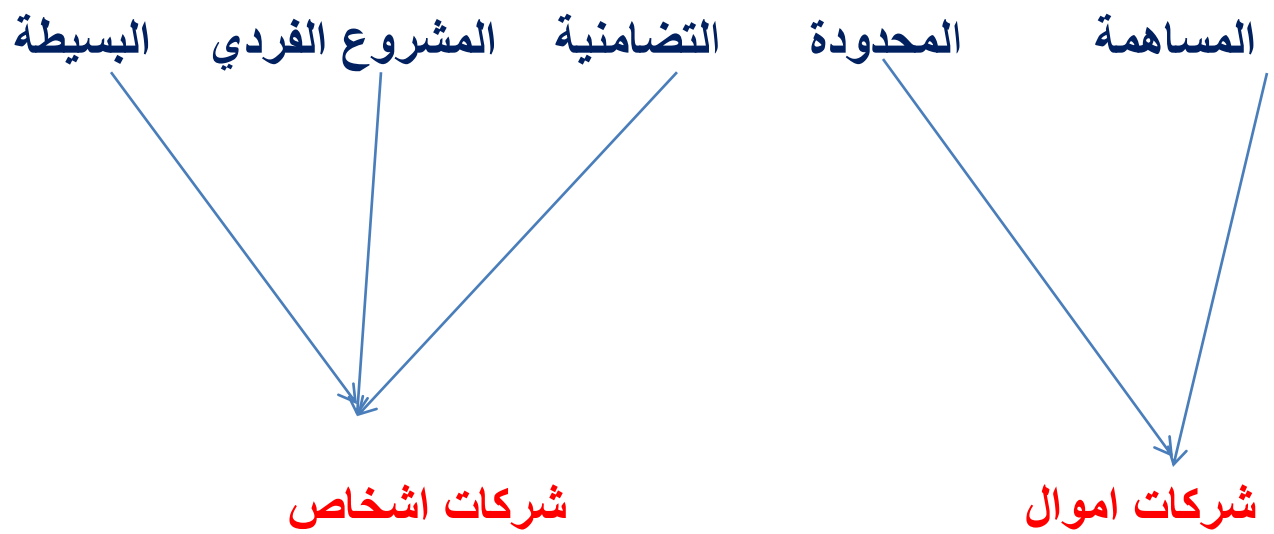 المساهمة المحدودة التضامنية المشروع الفردي البسيطة
شركات اموال شركات اشخاص